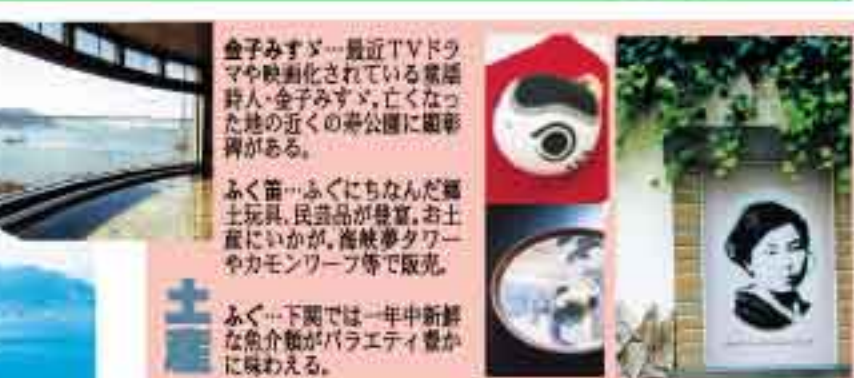 金子みすゞ…最近TVドラ
マや映画化されている童謡
詩人・金子みすゞ。亡くなっ
た地の近くの寿公園に顕彰
碑がある。
ふく笛…ふぐにちなんだ郷
土玩具、民芸品が豊富。お土
産にいかが。海峡夢タワー
やカモンワーフ等で販売。
土産
ふぐ…下関では一年中新鮮
な魚介類がバラエティ豊か
に味わえる。